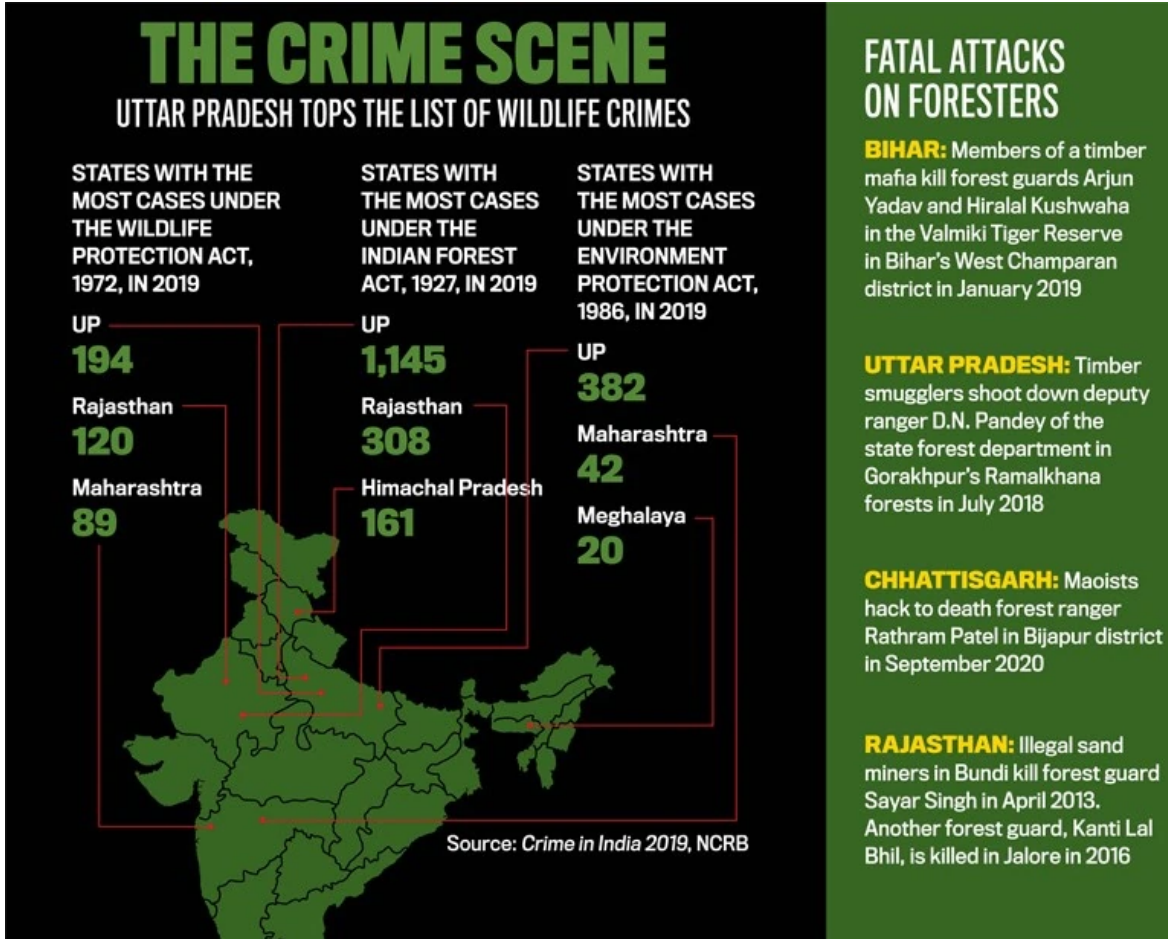 THE CRIME SCENE
UTTAR PRADESH TOPS THE LIST OF WILDLIFE CRIMES
STATES WITH THE
MOST CASES UNDER
THE WILDLIFE
PROTECTION ACT,
1972, IN 2019
UP
194
Rajasthan
120
Maharashtra
89
STATES WITH
THE MOST CASES
UNDER THE
INDIAN FOREST
ACT, 1927, IN 2019
UP
1,145
Rajasthan
308
Himachal Pradesh
161
STATES WITH
THE MOST CASES
UNDER THE
ENVIRONMENT
PROTECTION ACT,
1986, IN 2019
UP
382
Maharashtra
42
Meghalaya
20
Source: Crime in India 2019, NCRB
FATAL ATTACKS
ON FORESTERS
BIHAR: Members of a timber
mafia kill forest guards Arjun
Yadav and Hiralal Kushwaha
in the Valmiki Tiger Reserve
in Bihar's West Champaran
district in January 2019
UTTAR PRADESH: Timber
smugglers shoot down deputy
ranger D.N. Pandey of the
state forest department in
Gorakhpur's Ramalkhana
forests in July 2018
CHHATTISGARH: Maoists
hack to death forest ranger
Rathram Patel in Bijapur district
in September 2020
RAJASTHAN: Illegal sand
miners in Bundi kill forest guard
Sayar Singh in April 2013.
Another forest guard, Kanti Lal
Bhil, is killed in Jalore in 2016